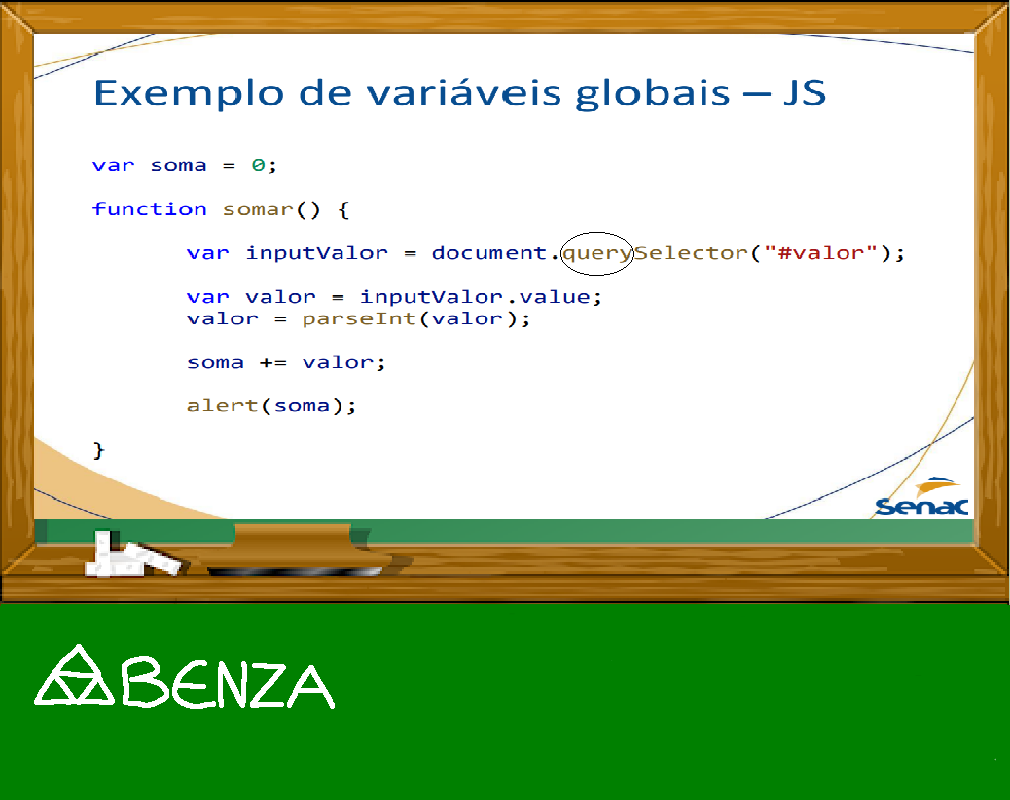 Exemplo de variáveis globais – JS
var soma = 0;
function somar() {
var inputValor = document.querySelector("#valor");
var valor = inputValor.value;
valor = parseInt(valor);
soma += valor;
alert(soma);
}
senac
BENZA